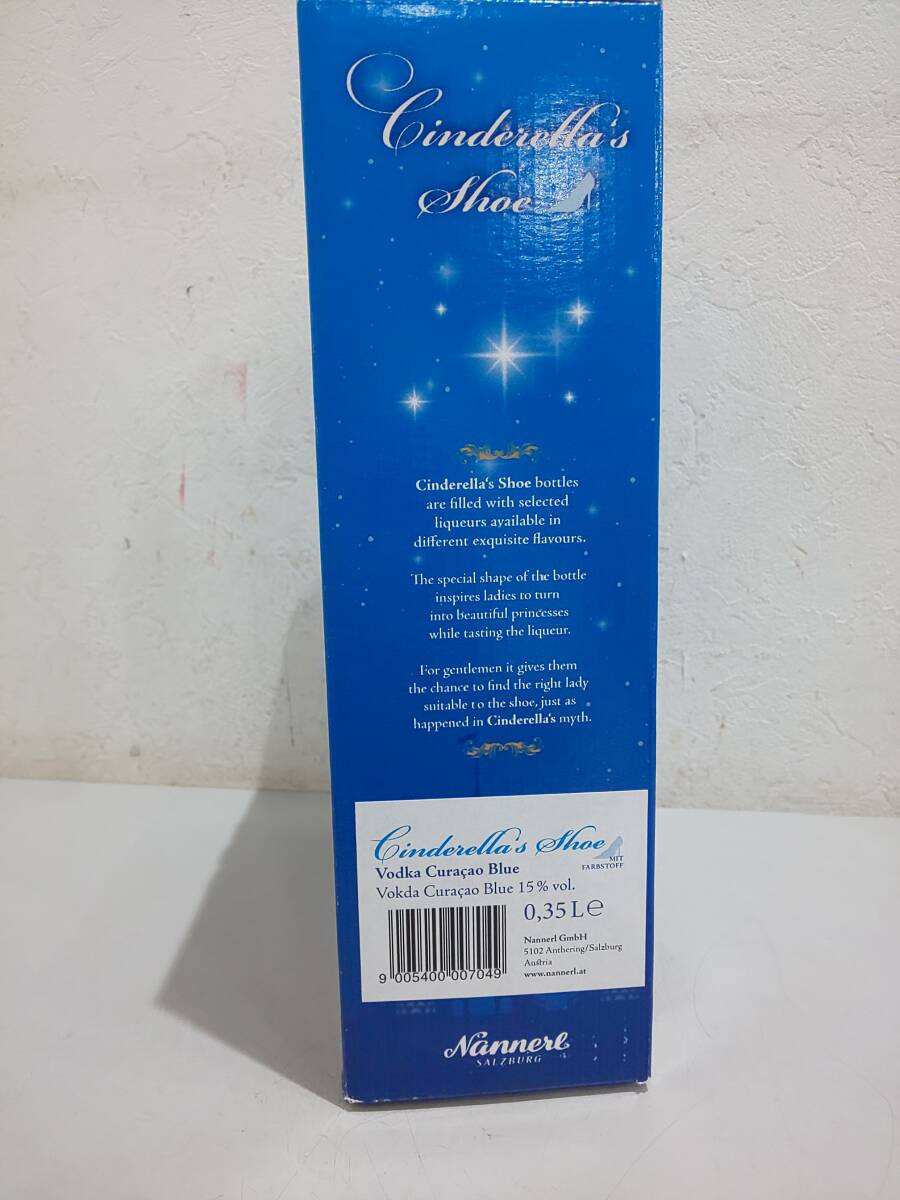 Cinderella's
Shoe
Cinderella's Shoe bottles
are filled with selected
liqueurs available in
different exquisite flavours.
The special shape of the bottle
inspires ladies to turn
into beautiful princesses
while tasting the liqueur.
For gentlemen it gives them
the chance to find the right lady
suitable to the shoe, just as
happened in Cinderella's myth.
Cinderella's Shoe
MIT
FARBSTOFF
Vodka Curaçao Blue
Vokda Curaçao Blue 15% vol.
0,35 L e
9 005400 007049
Nannerl GmbH
5102 Anthering/Salzburg
Austria
www.nannerl.at
Nannerl
SALZBURG